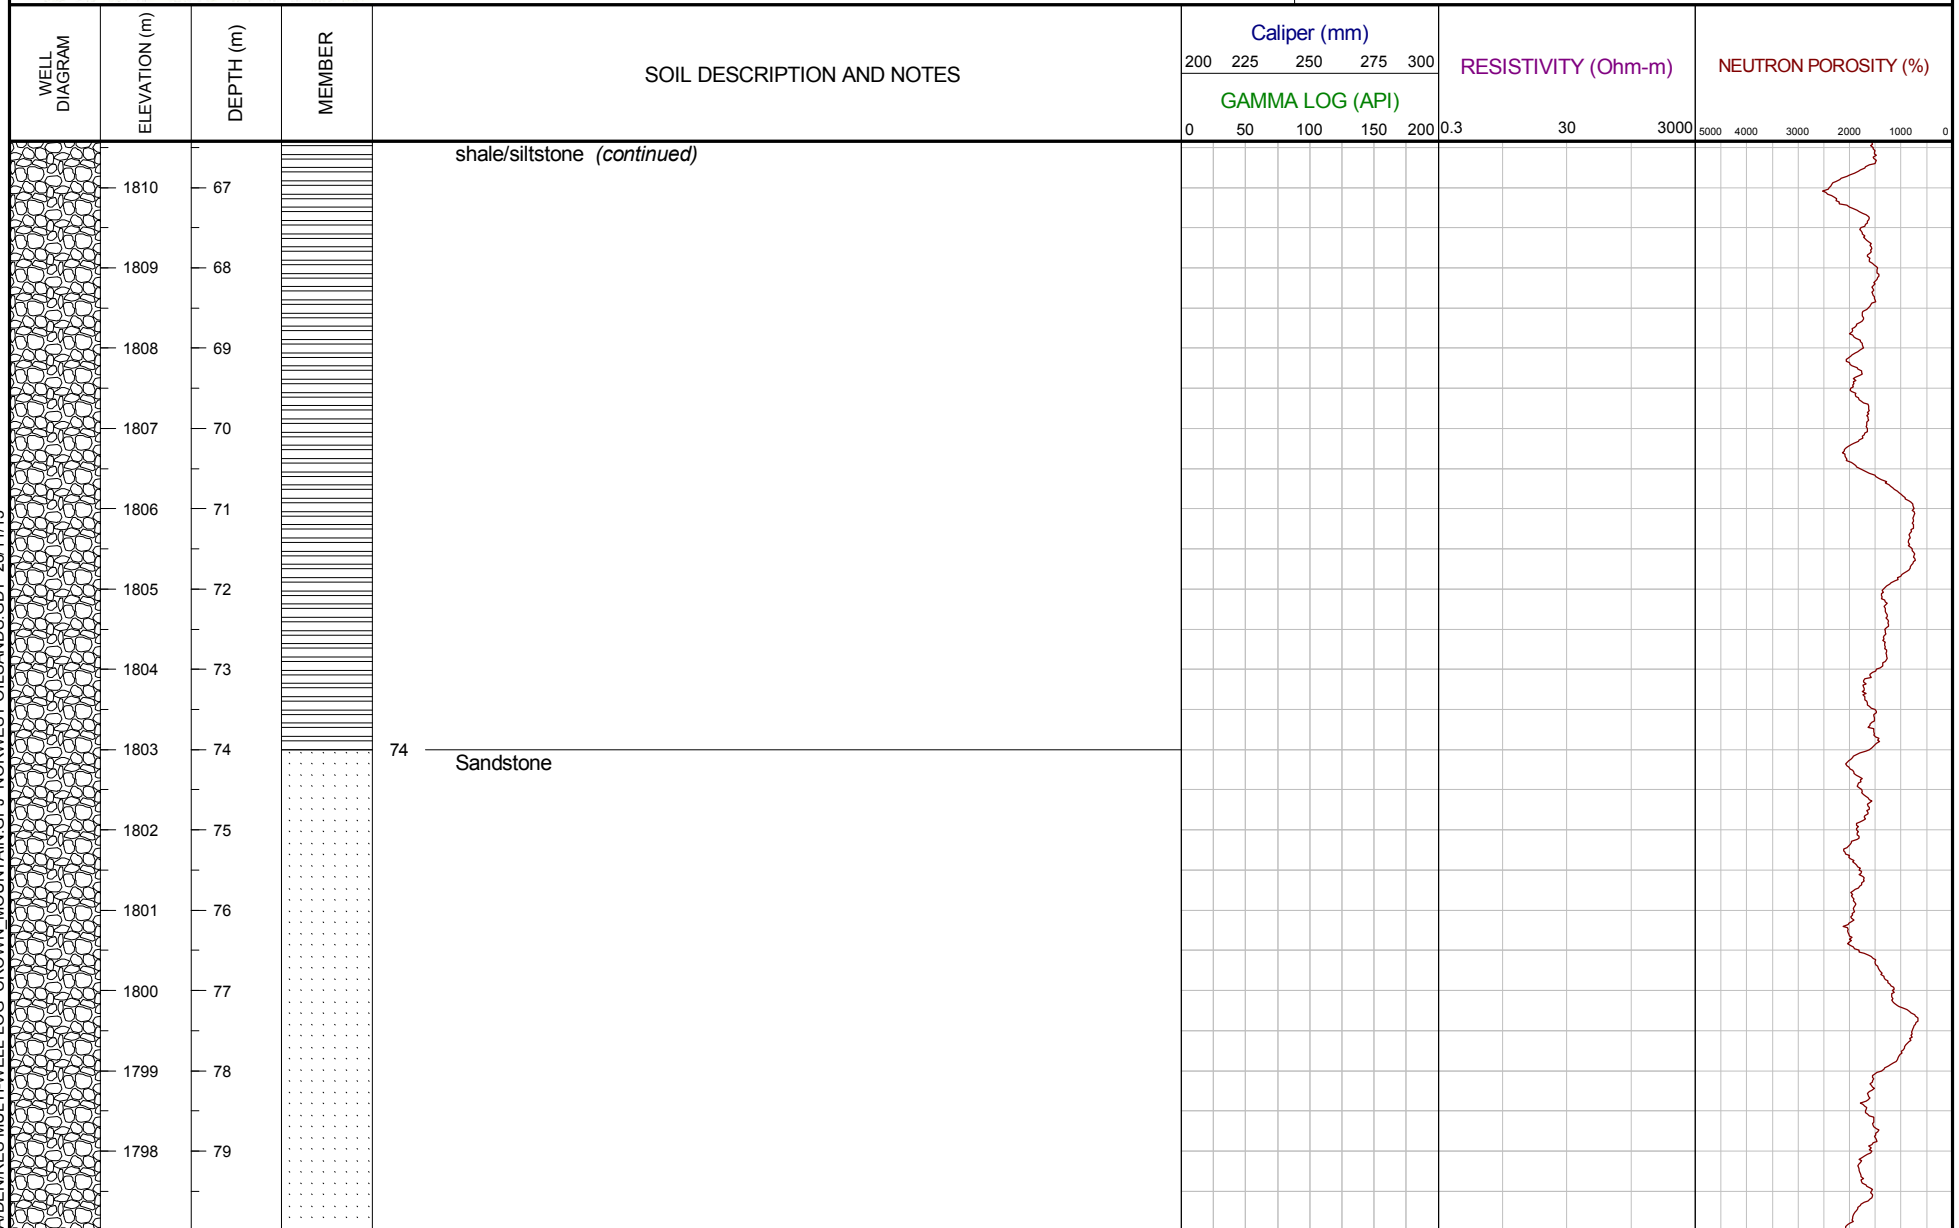 WELL
DIAGRAM
ELEVATION (m)
DEPTH (m)
MEMBER
SOIL DESCRIPTION AND NOTES
Caliper (mm)
200 225 250 275 300
GAMMA LOG (API)
0 50 100 150 200
RESISTIVITY (Ohm-m)
0.3 30 3000
NEUTRON POROSITY (%)
5000 4000 3000 2000 1000 0
shale/siltstone (continued)
1810 67
1809 68
1808 69
1807 70
1806 71
1805 72
1804 73
1803 74 74
Sandstone
1802 75
1801 76
1800 77
1799 78
1798 79